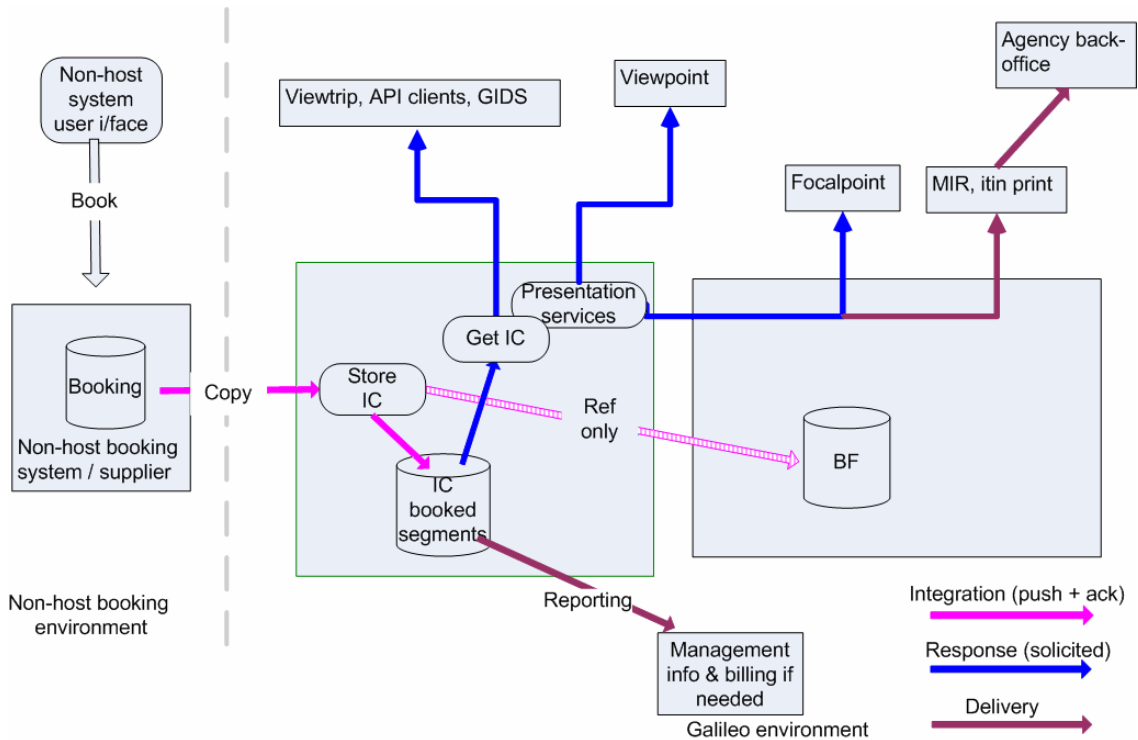 Non-host
system
user i/face
Book
Booking
Non-host booking
system / supplier
Non-host booking
environment
Copy
Viewtrip, API clients, GIDS
Viewpoint
Agency back-
office
Focalpoint
MIR, itin print
Presentation
services
Get IC
Store
IC
Ref
only
IC
booked
segments
BF
Reporting
Management
info & billing if
needed
Galileo environment
Integration (push + ack)
Response (solicited)
Delivery